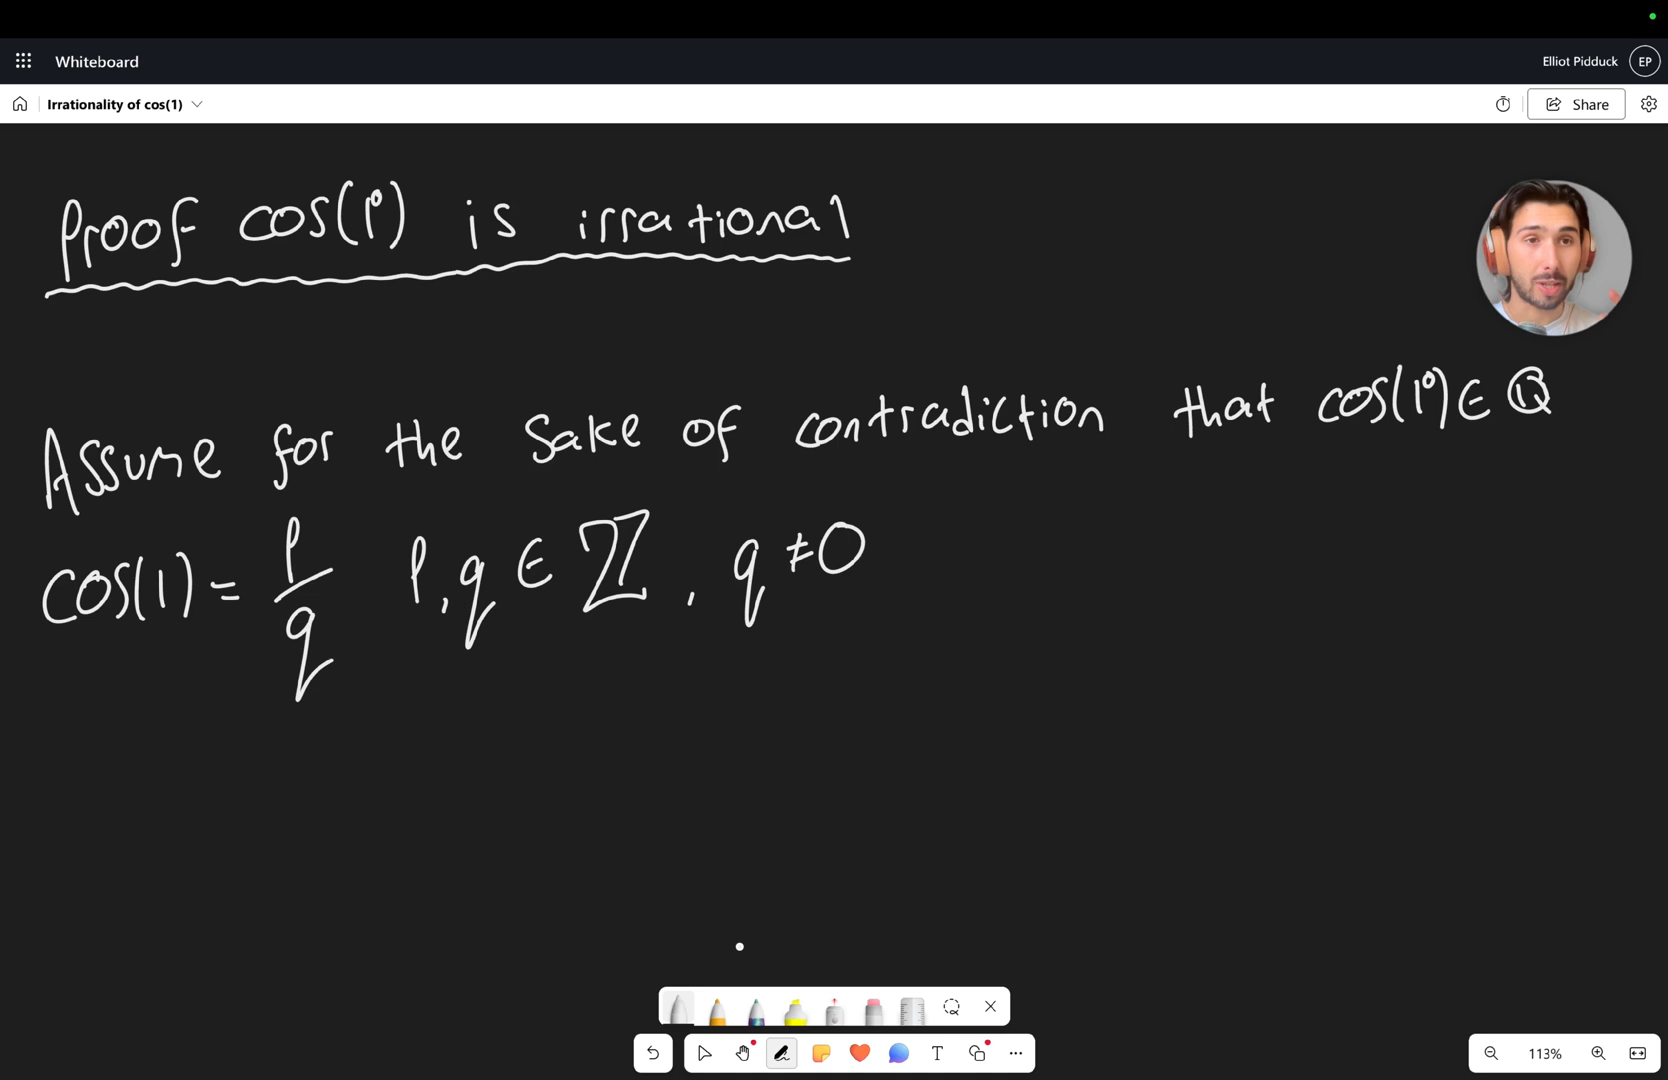 Whiteboard
Elliot Pidduck EP
Irrationality of cos(1)
Share
Proof cos(1°) is irrational
Assume for the sake of contradiction that cos(1°) ∈ ℚ
cos(1) = p/q p, q ∈ ℤ, q ≠ 0
T
113%